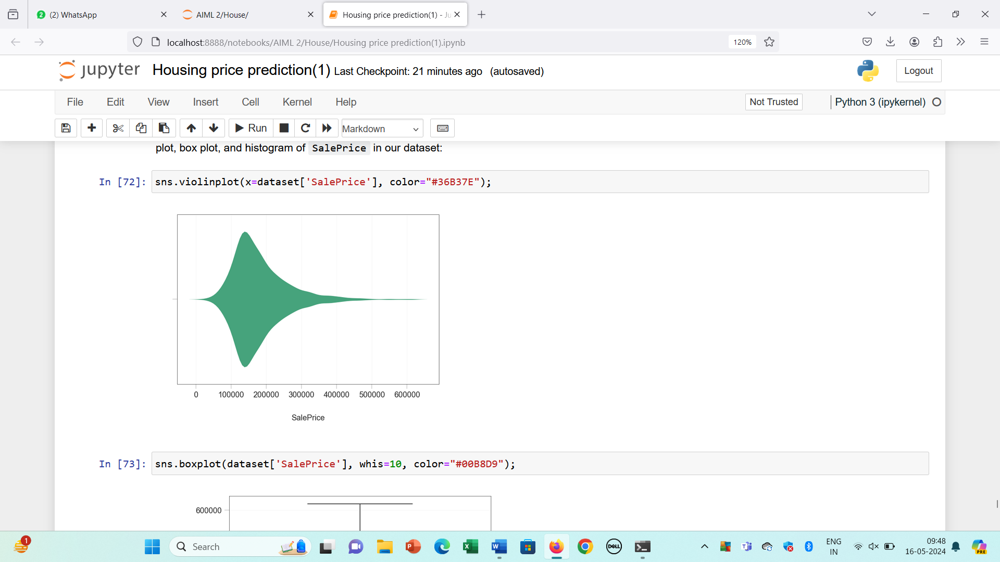 (2) WhatsApp
AIML 2/House/
Housing price prediction(1) - Ju
localhost:8888/notebooks/AIML 2/House/Housing price prediction(1).ipynb
120%
jupyter Housing price prediction(1) Last Checkpoint: 21 minutes ago (autosaved)
Logout
File Edit View Insert Cell Kernel Help
Not Trusted
Python 3 (ipykernel)
Run
Markdown
plot, box plot, and histogram of SalePrice in our dataset:
In [72]: sns.violinplot(x=dataset['SalePrice'], color="#36B37E");
0 100000 200000 300000 400000 500000 600000
SalePrice
In [73]: sns.boxplot(dataset['SalePrice'], whis=10, color="#00B8D9");
600000
1
Search
ENG
IN
09:48
16-05-2024
DELL
PRE